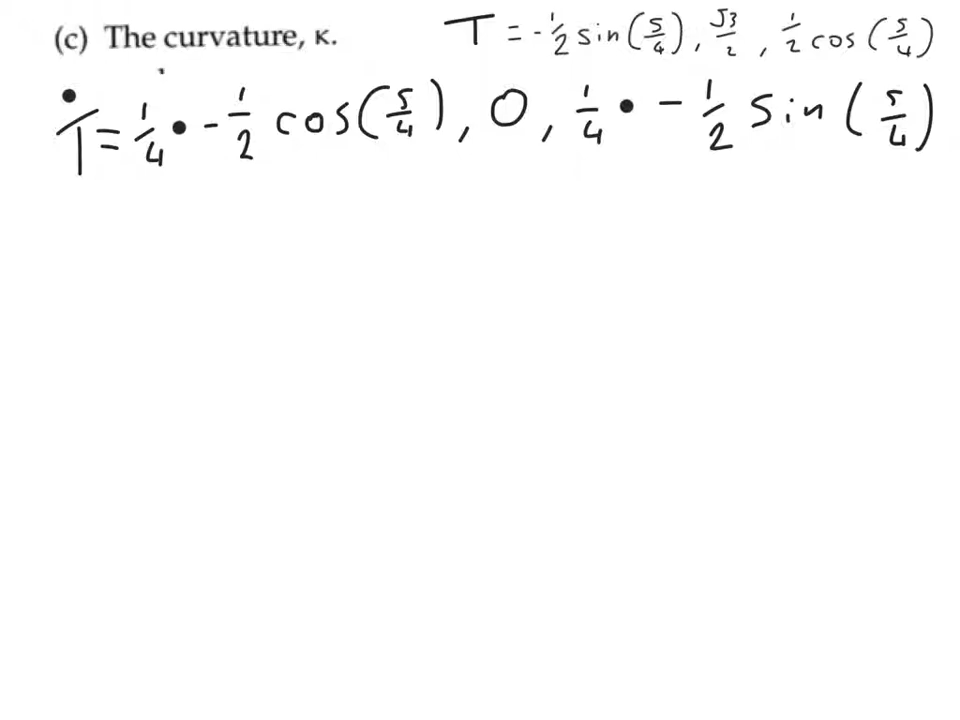 (c) The curvature, κ.
T = -½ sin(5/4), √3/2, ½ cos(5/4)
Ṫ = ¼ • -½ cos(5/4), 0, ¼ • -½ sin(5/4)